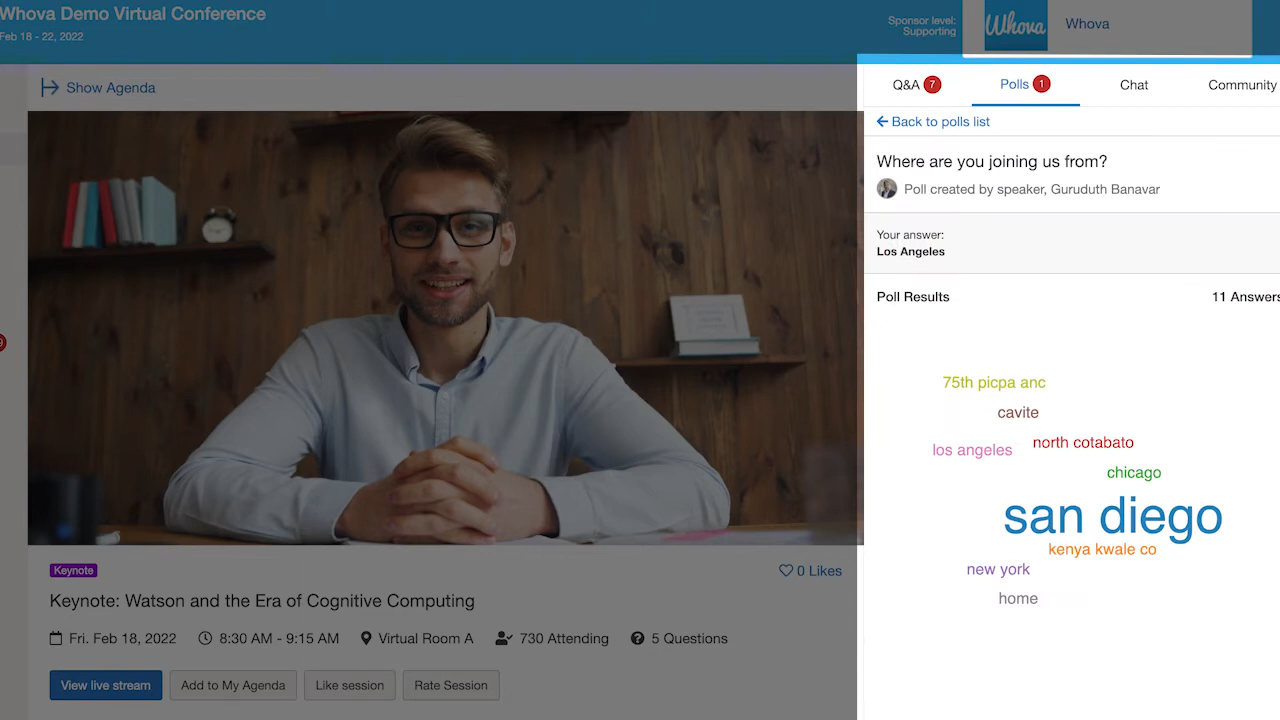 Whova Demo Virtual Conference
Feb 18 - 22, 2022
Sponsor level:
Supporting
Whova
Whova
Show Agenda
Q&A 7
Polls 1
Chat
Community
Back to polls list
Where are you joining us from?
Poll created by speaker, Guruduth Banavar
Your answer:
Los Angeles
Poll Results
11 Answers
75th picpa anc
cavite
los angeles
north cotabato
chicago
san diego
kenya kwale co
new york
home
Keynote
0 Likes
Keynote: Watson and the Era of Cognitive Computing
Fri. Feb 18, 2022
8:30 AM - 9:15 AM
Virtual Room A
730 Attending
5 Questions
View live stream
Add to My Agenda
Like session
Rate Session